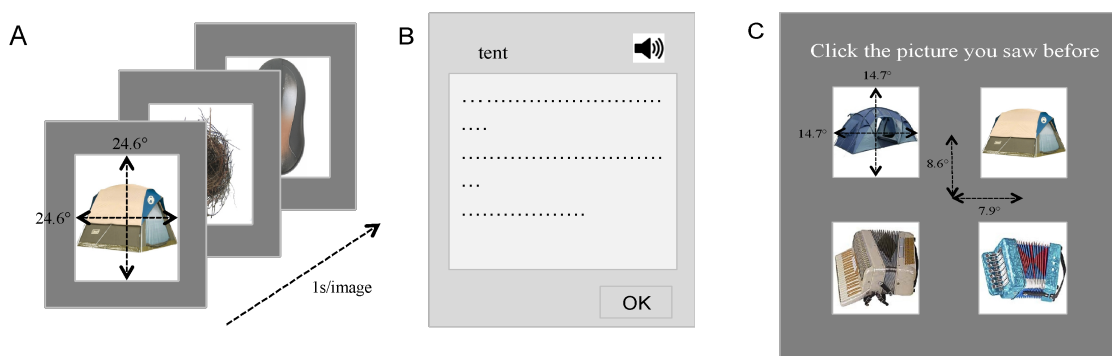 A
24.6°
24.6°
1s/image
B
tent
OK
C
Click the picture you saw before
14.7°
14.7°
8.6°
7.9°